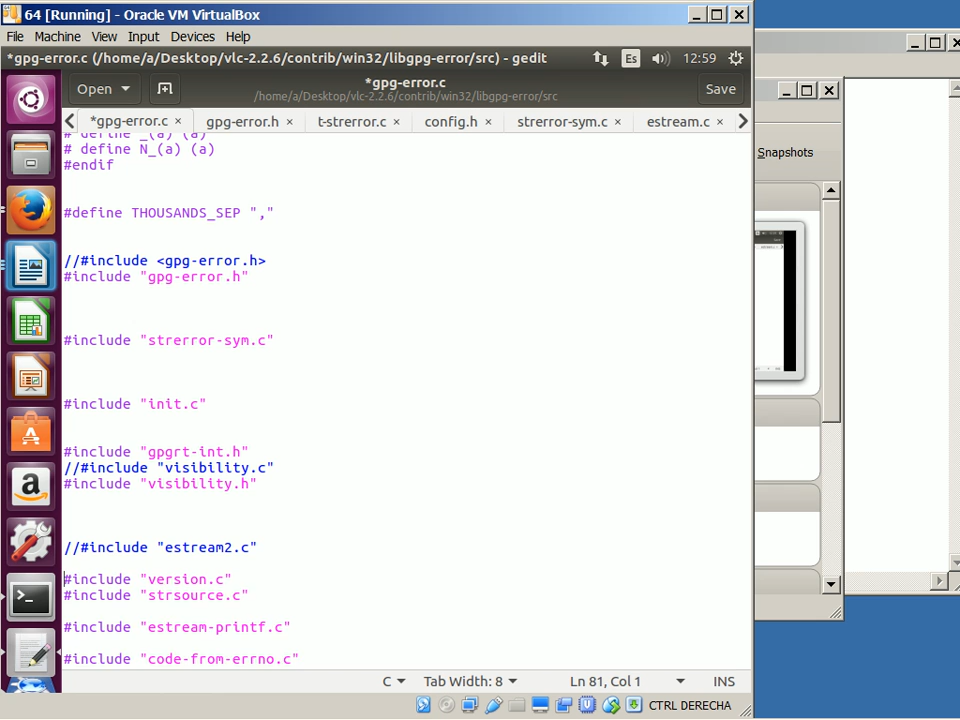 64 [Running] - Oracle VM VirtualBox
File Machine View Input Devices Help
*gpg-error.c (/home/a/Desktop/vlc-2.2.6/contrib/win32/libgpg-error/src) - gedit
Es
12:59
Open
*gpg-error.c
/home/a/Desktop/vlc-2.2.6/contrib/win32/libgpg-error/src
Save
*gpg-error.c × gpg-error.h × t-strerror.c × config.h × strerror-sym.c × estream.c ×
# define _(a) (a)
# define N_(a) (a)
#endif
#define THOUSANDS_SEP ","
//#include <gpg-error.h>
#include "gpg-error.h"
#include "strerror-sym.c"
#include "init.c"
#include "gpgrt-int.h"
//#include "visibility.c"
#include "visibility.h"
//#include "estream2.c"
#include "version.c"
#include "strsource.c"
#include "estream-printf.c"
#include "code-from-errno.c"
C Tab Width: 8 Ln 81, Col 1 INS
CTRL DERECHA
Snapshots